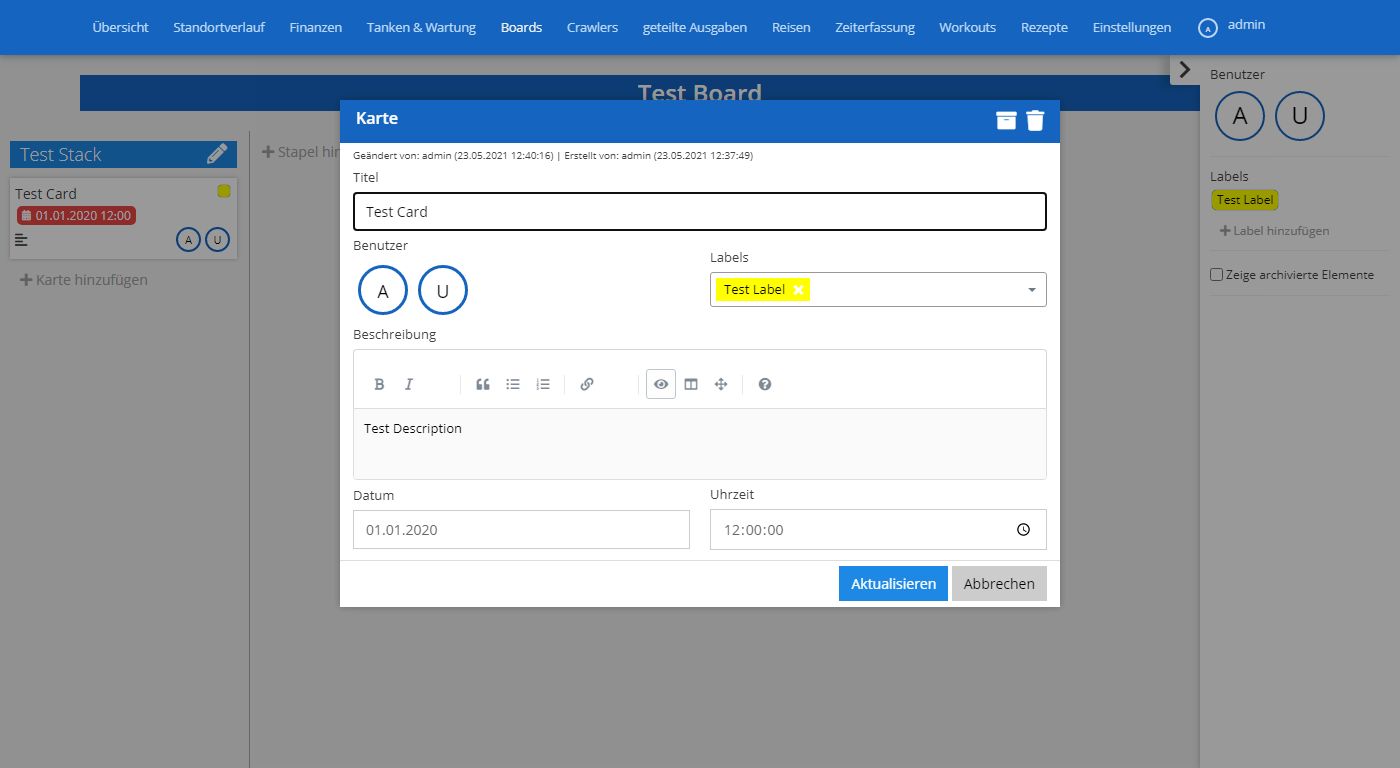 Übersicht Standortverlauf Finanzen Tanken & Wartung Boards Crawlers geteilte Ausgaben Reisen Zeiterfassung Workouts Rezepte Einstellungen A admin
Test Board
Test Stack
Test Card
01.01.2020 12:00
A U
Karte hinzufügen
Stapel hin
Karte
Geändert von: admin (23.05.2021 12:40:16) | Erstellt von: admin (23.05.2021 12:37:49)
Titel
Test Card
Benutzer
A U
Labels
Test Label
Beschreibung
B I
Test Description
Datum
01.01.2020
Uhrzeit
12:00:00
Aktualisieren Abbrechen
Benutzer
A U
Labels
Test Label
Label hinzufügen
Zeige archivierte Elemente